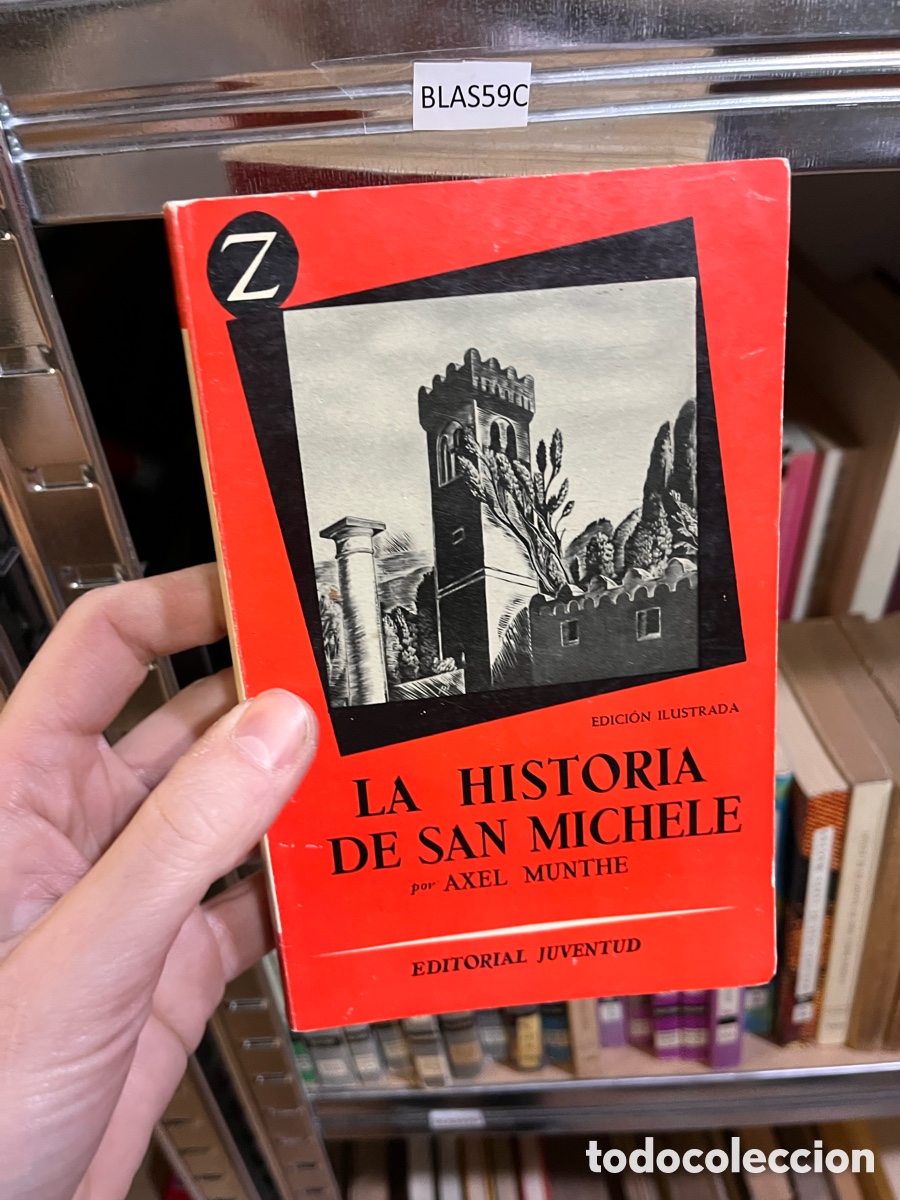 BLAS59C
Z
EDICIÓN ILUSTRADA
LA HISTORIA
DE SAN MICHELE
por AXEL MUNTHE
EDITORIAL JUVENTUD
todocoleccion